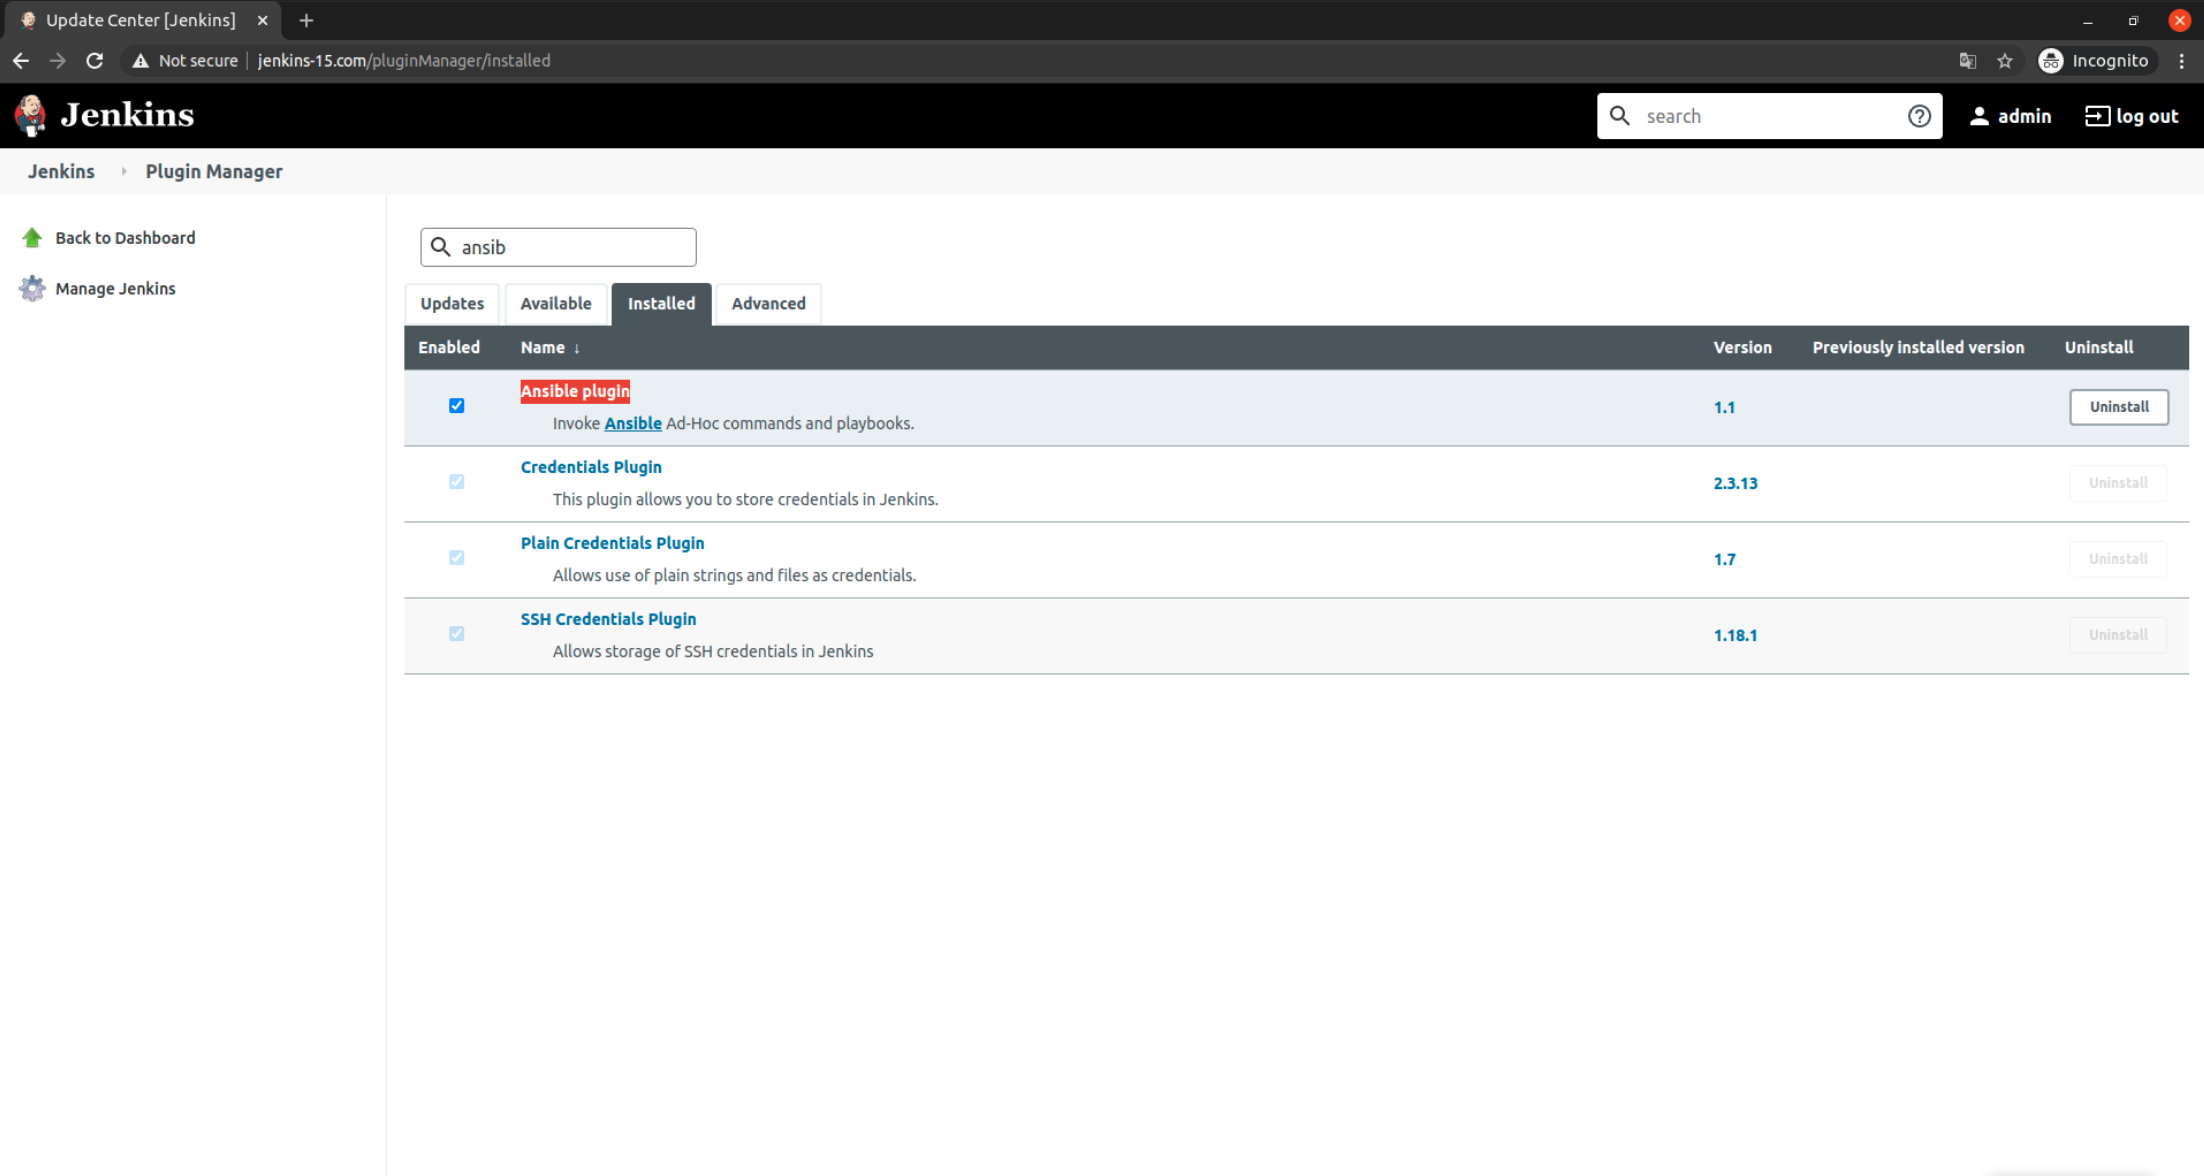 Update Center [Jenkins]
Not secure jenkins-15.com/pluginManager/installed Incognito
Jenkins search admin log out
Jenkins Plugin Manager
Back to Dashboard
Manage Jenkins
ansib
Updates Available Installed Advanced
Enabled Name ↓ Version Previously installed version Uninstall
Ansible plugin
Invoke Ansible Ad-Hoc commands and playbooks.
1.1 Uninstall
Credentials Plugin
This plugin allows you to store credentials in Jenkins.
2.3.13 Uninstall
Plain Credentials Plugin
Allows use of plain strings and files as credentials.
1.7 Uninstall
SSH Credentials Plugin
Allows storage of SSH credentials in Jenkins
1.18.1 Uninstall